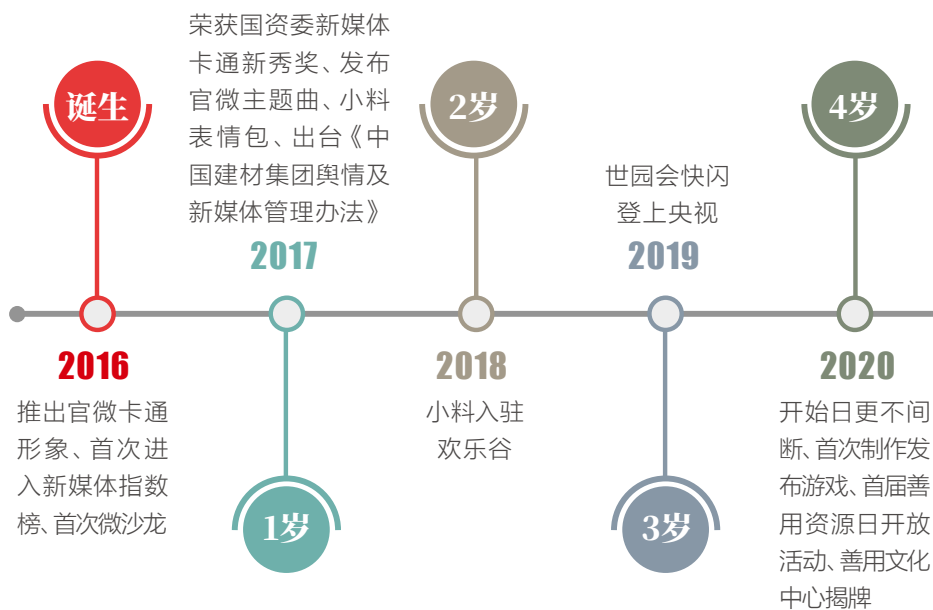 诞生
2016
推出官微卡通
形象、首次进
入新媒体指数
榜、首次微沙龙
荣获国资委新媒体
卡通新秀奖、发布
官微主题曲、小料
表情包、出台《中
国建材集团舆情及
新媒体管理办法》
2017
1岁
2岁
2018
小料入驻
欢乐谷
世园会快闪
登上央视
2019
3岁
4岁
2020
开始日更不间
断、首次制作发
布游戏、首届善
用资源日开放
活动、善用文化
中心揭牌